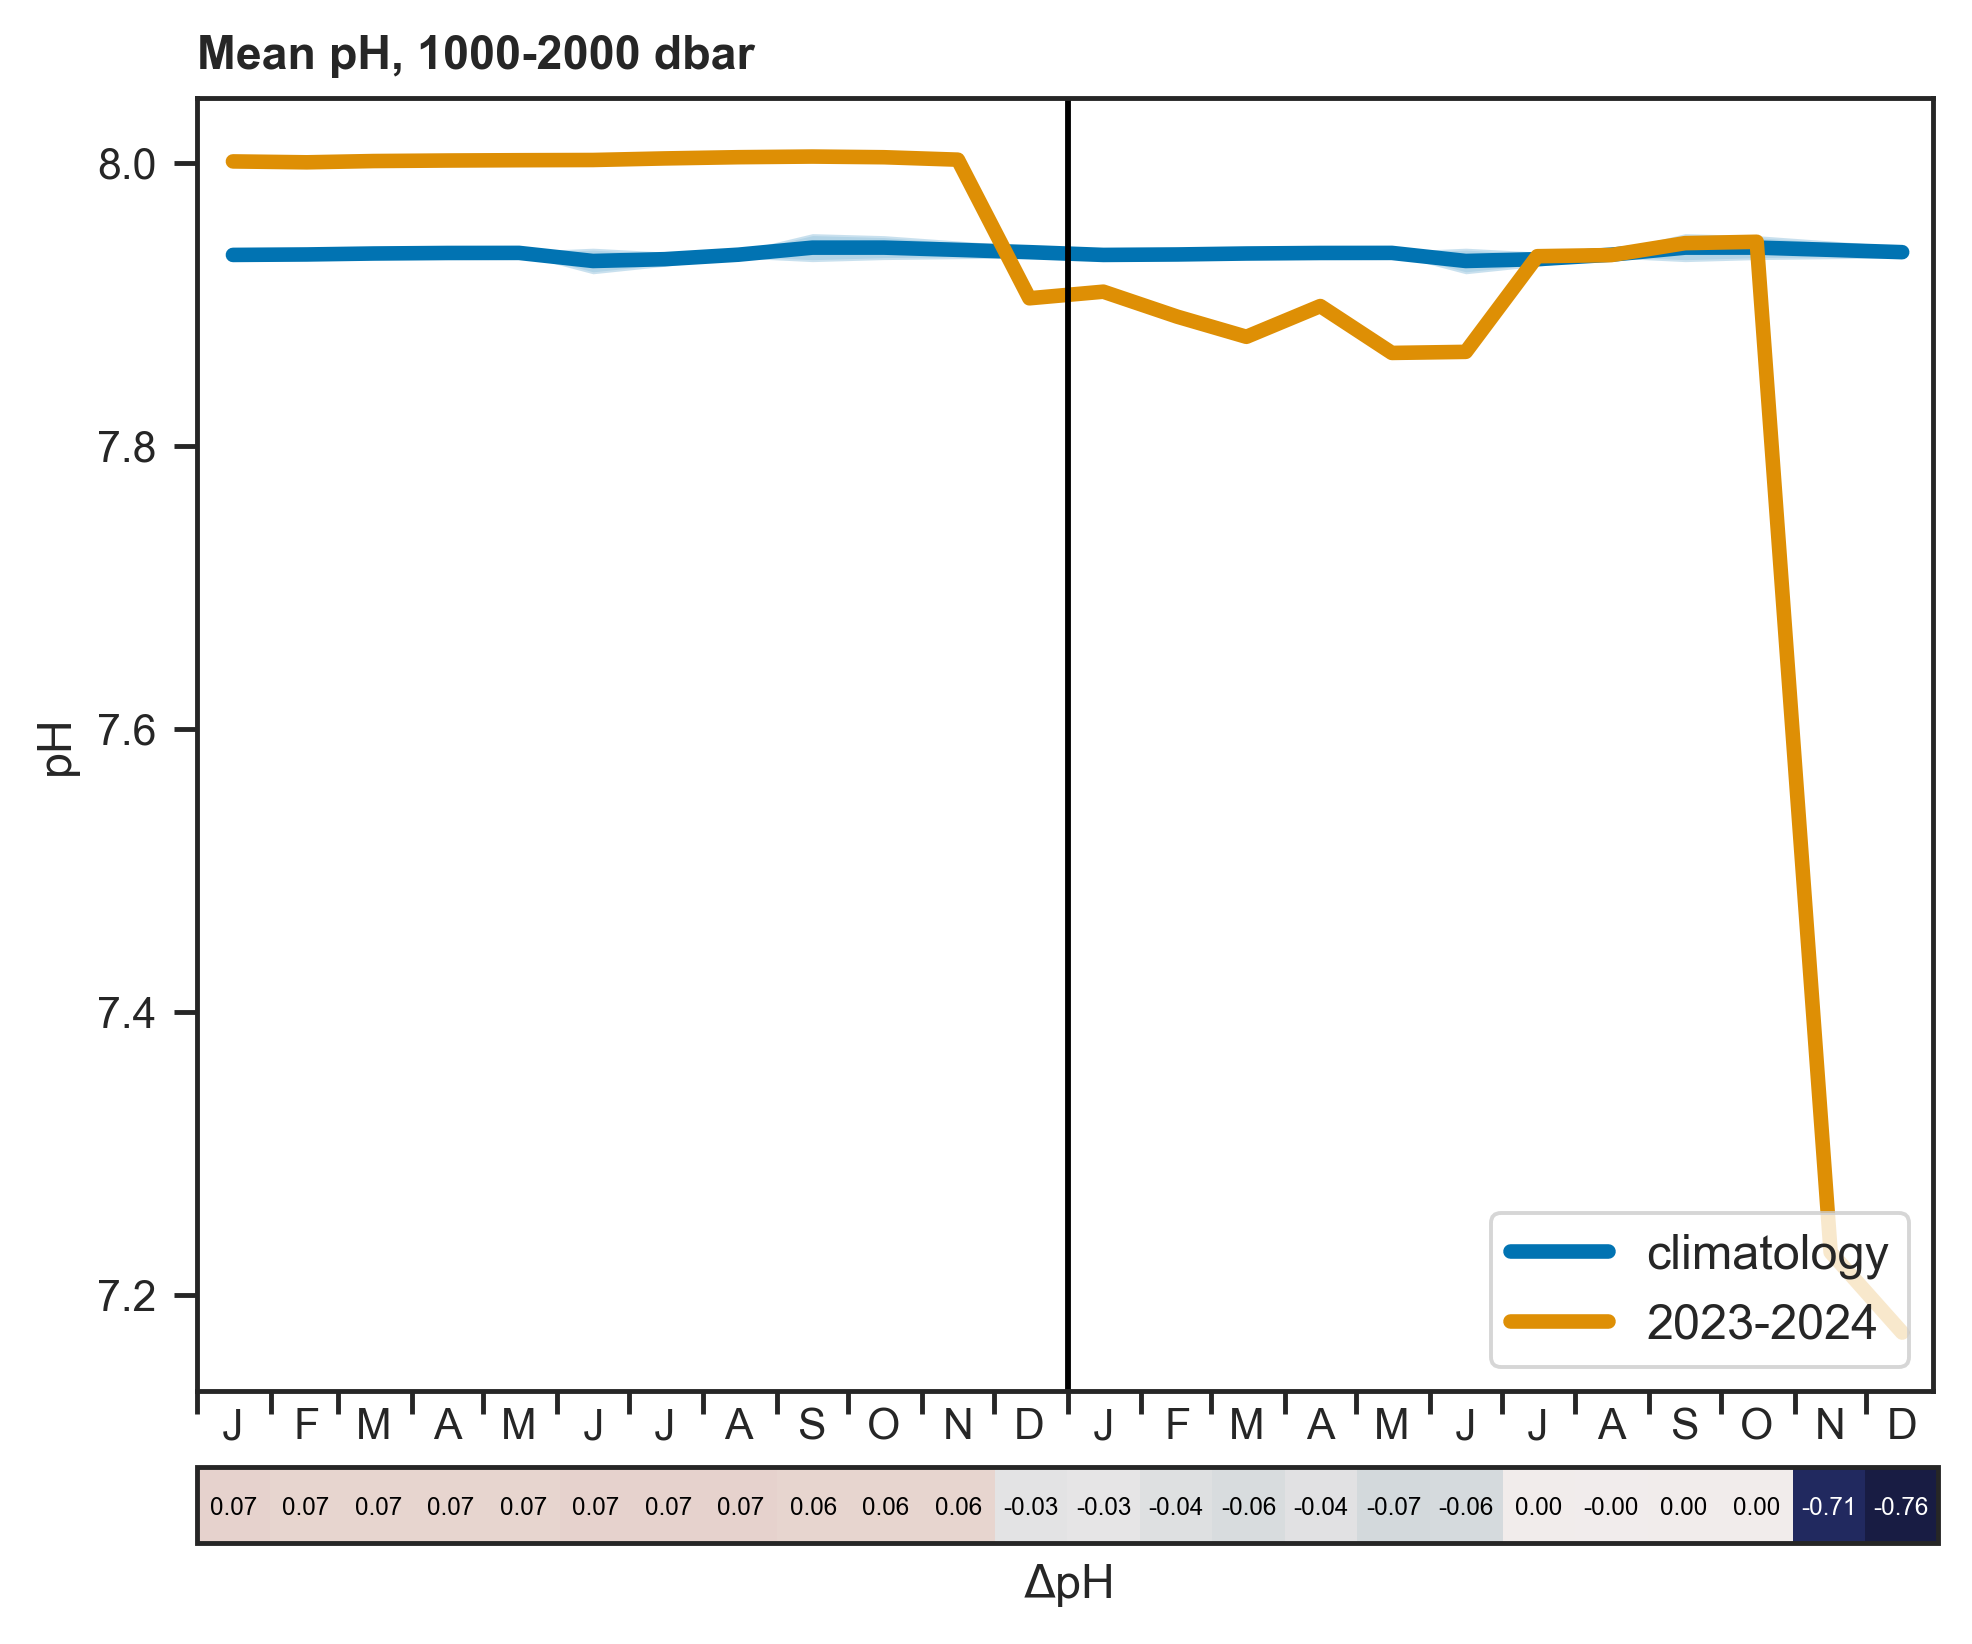 Mean pH, 1000-2000 dbar
8.0
7.8
7.6
7.4
7.2
pH
climatology
2023-2024
J F M A M J J A S O N D J F M A M J J A S O N D
0.07 0.07 0.07 0.07 0.07 0.07 0.07 0.07 0.06 0.06 0.06 -0.03 -0.03 -0.04 -0.06 -0.04 -0.07 -0.06 0.00 -0.00 0.00 0.00 -0.71 -0.76
ΔpH